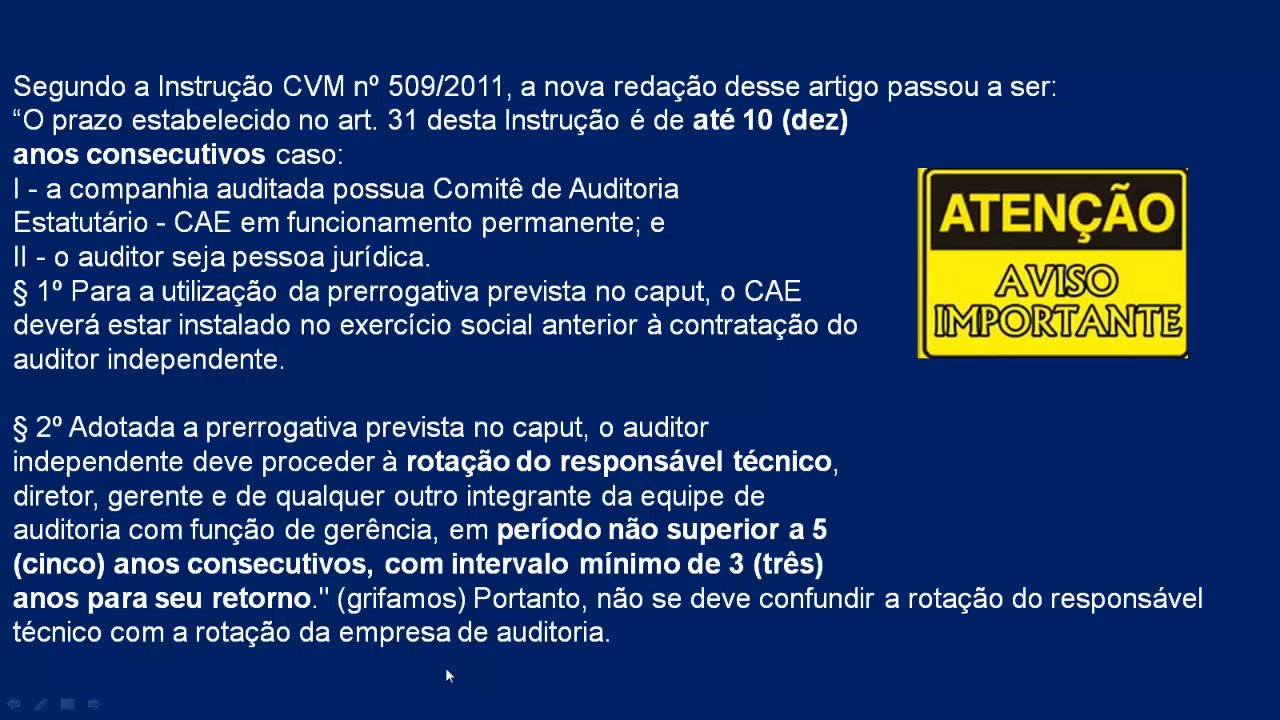 Segundo a Instrução CVM nº 509/2011, a nova redação desse artigo passou a ser:
“O prazo estabelecido no art. 31 desta Instrução é de até 10 (dez)
anos consecutivos caso:
I - a companhia auditada possua Comitê de Auditoria
Estatutário - CAE em funcionamento permanente; e
II - o auditor seja pessoa jurídica.
§ 1º Para a utilização da prerrogativa prevista no caput, o CAE
deverá estar instalado no exercício social anterior à contratação do
auditor independente.
§ 2º Adotada a prerrogativa prevista no caput, o auditor
independente deve proceder à rotação do responsável técnico,
diretor, gerente e de qualquer outro integrante da equipe de
auditoria com função de gerência, em período não superior a 5
(cinco) anos consecutivos, com intervalo mínimo de 3 (três)
anos para seu retorno." (grifamos) Portanto, não se deve confundir a rotação do responsável
técnico com a rotação da empresa de auditoria.
ATENÇÃO
AVISO
IMPORTANTE